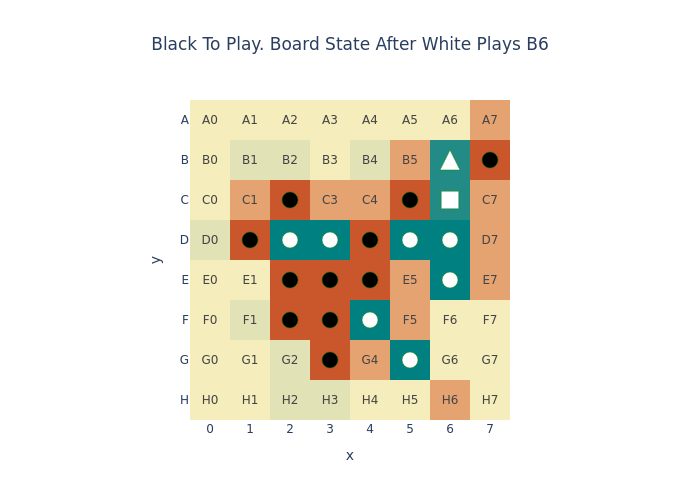 Black To Play. Board State After White Plays B6
A A0 A1 A2 A3 A4 A5 A6 A7
B B0 B1 B2 B3 B4 B5
C C0 C1 C3 C4 C7
D D0 D7
E E0 E1 E5 E7
F F0 F1 F5 F6 F7
G G0 G1 G2 G4 G6 G7
H H0 H1 H2 H3 H4 H5 H6 H7
0 1 2 3 4 5 6 7
x
y